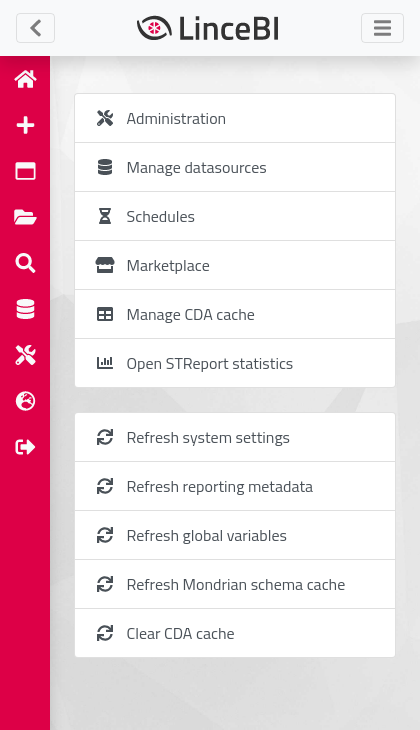 LinceBI
Administration
Manage datasources
Schedules
Marketplace
Manage CDA cache
Open STReport statistics
Refresh system settings
Refresh reporting metadata
Refresh global variables
Refresh Mondrian schema cache
Clear CDA cache